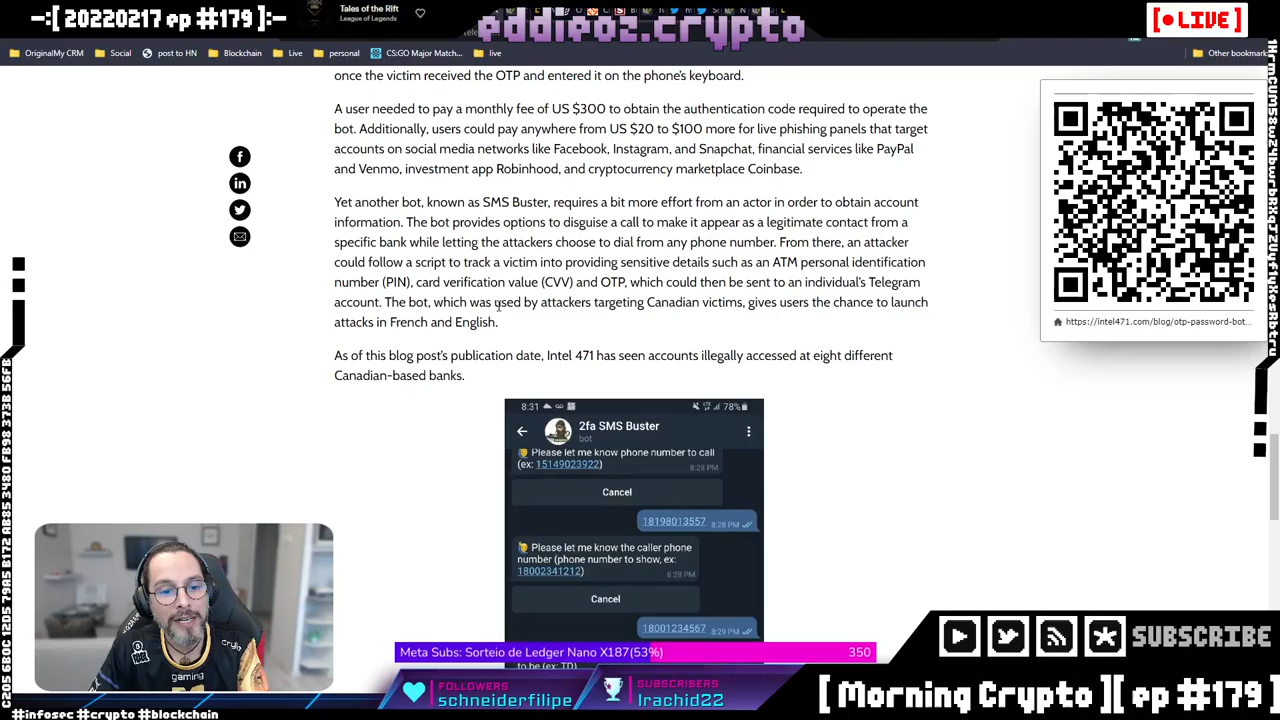 -:[ 20220217 ep #179 ]:-
Tales of the Rift
League of Legends
eddieoz.crypto
[● LIVE]
OriginalMy CRM
Social
post to HN
Blockchain
Live
personal
CS:GO Major Match...
live
Other bookmark
once the victim received the OTP and entered it on the phone's keyboard.
A user needed to pay a monthly fee of US $300 to obtain the authentication code required to operate the
bot. Additionally, users could pay anywhere from US $20 to $100 more for live phishing panels that target
accounts on social media networks like Facebook, Instagram, and Snapchat, financial services like PayPal
and Venmo, investment app Robinhood, and cryptocurrency marketplace Coinbase.
Yet another bot, known as SMS Buster, requires a bit more effort from an actor in order to obtain account
information. The bot provides options to disguise a call to make it appear as a legitimate contact from a
specific bank while letting the attackers choose to dial from any phone number. From there, an attacker
could follow a script to track a victim into providing sensitive details such as an ATM personal identification
number (PIN), card verification value (CVV) and OTP, which could then be sent to an individual's Telegram
account. The bot, which was used by attackers targeting Canadian victims, gives users the chance to launch
attacks in French and English.
As of this blog post's publication date, Intel 471 has seen accounts illegally accessed at eight different
Canadian-based banks.
https://intel471.com/blog/otp-password-bot...
8:31
78%
2fa SMS Buster
bot
Please let me know phone number to call
(ex: 15149023922)
8:28 PM
Cancel
18198013557 8:28 PM
Please let me know the caller phone
number (phone number to show, ex:
18002341212)
8:28 PM
Cancel
18001234567 8:29 PM
to be (ex: TD)
Meta Subs: Sorteio de Ledger Nano X187(53%)
350
FOLLOWERS
schneiderfilipe
SUBSCRIBERS
lrachid22
SUBSCRIBE
[ Morning Crypto ][ ep #179 ]
gaming
#infosec #crypto #blockchain